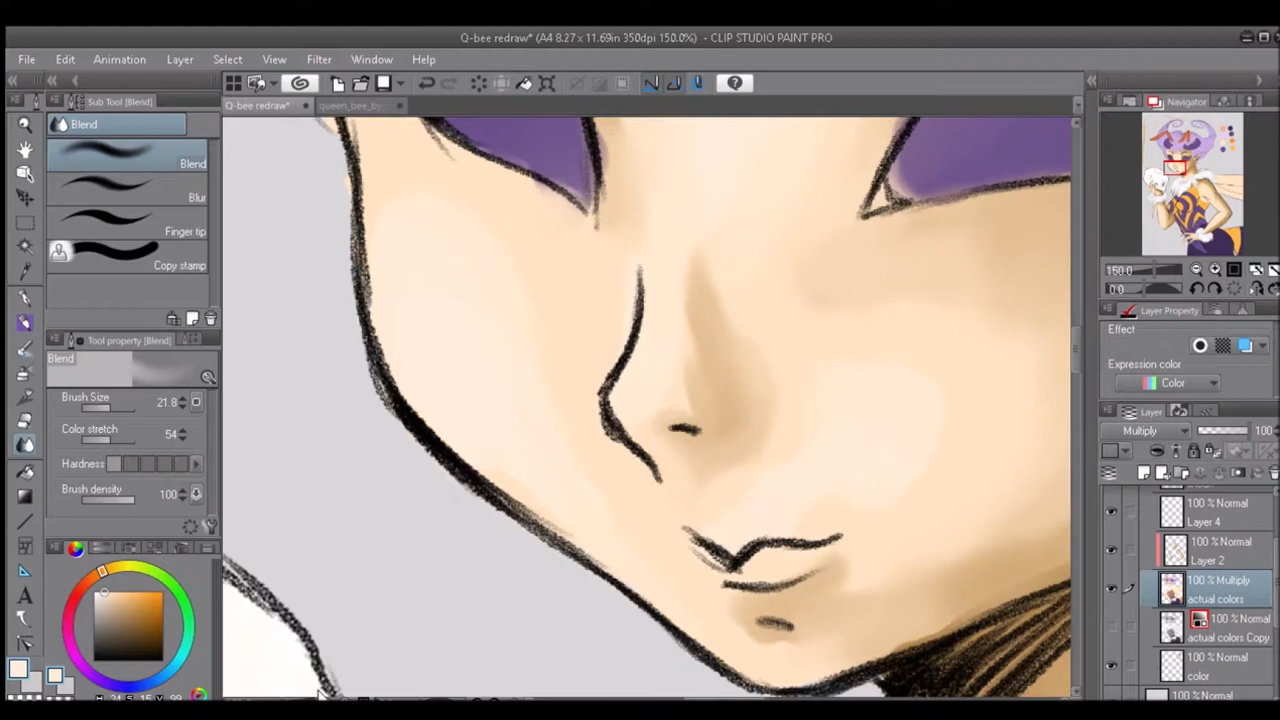 Q-bee redraw* (A4 8.27 x 11.69in 350dpi 150.0%) - CLIP STUDIO PAINT PRO
File Edit Animation Layer Select View Filter Window Help
Sub Tool [Blend]
Q-bee redraw* queen_bee_by
Navigator
Blend
Blend
Blur
Finger tip
Copy stamp
150.0
0.0
Layer Property
Effect
Expression color
Color
Tool property [Blend]
Blend
Brush Size 21.8
Color stretch 54
Hardness
Brush density 100
Layer
Multiply 100
100 % Normal
Layer 4
100 % Normal
Layer 2
100 % Multiply
actual colors
100 % Normal
actual colors Copy
100 % Normal
color
100 % Normal